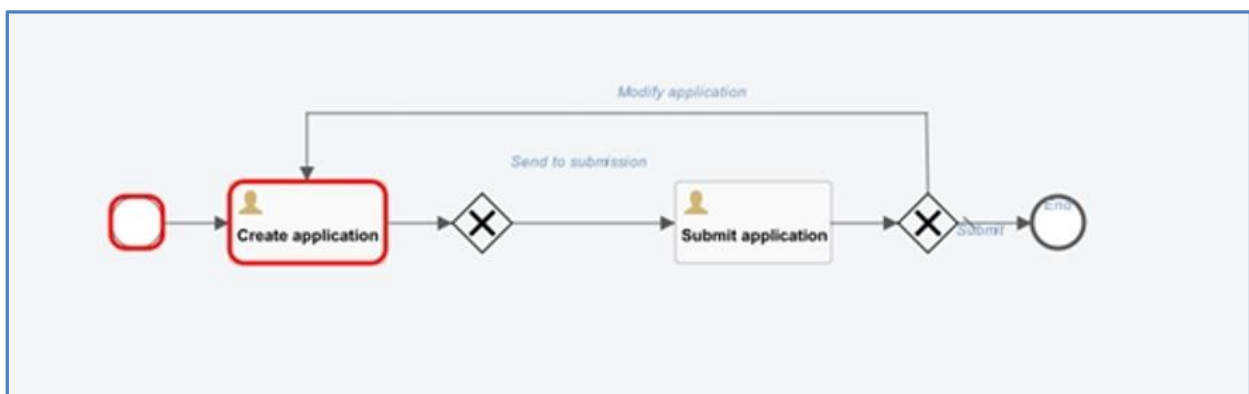 Modify application
Send to submission
Create application
Submit application
End
Submit